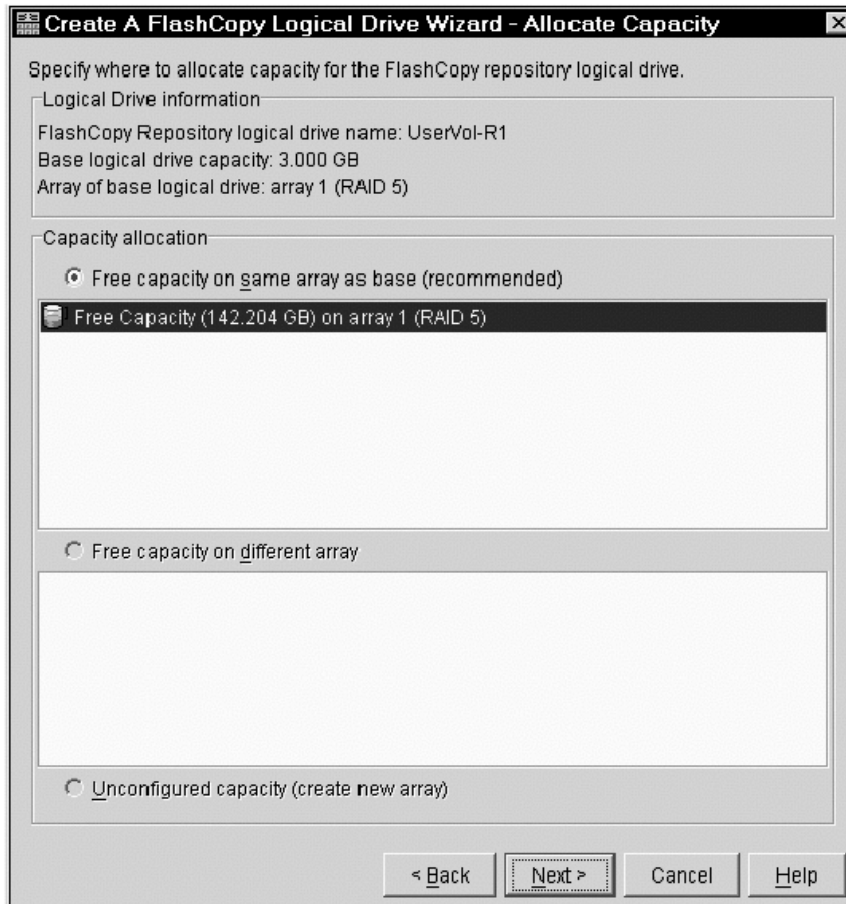 Create A FlashCopy Logical Drive Wizard - Allocate Capacity
Specify where to allocate capacity for the FlashCopy repository logical drive.
Logical Drive information
FlashCopy Repository logical drive name: UserVol-R1
Base logical drive capacity: 3.000 GB
Array of base logical drive: array 1 (RAID 5)
Capacity allocation
Free capacity on same array as base (recommended)
Free Capacity (142.204 GB) on array 1 (RAID 5)
Free capacity on different array
Unconfigured capacity (create new array)
< Back
Next >
Cancel
Help